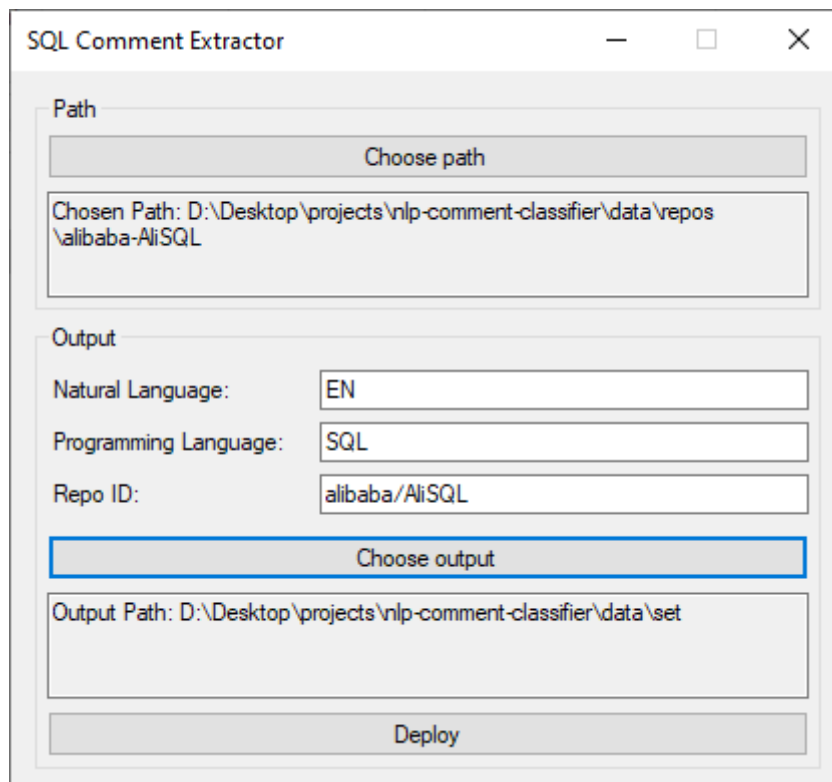 SQL Comment Extractor
Path
Choose path
Chosen Path: D:\Desktop\projects\nlp-comment-classifier\data\repos
\alibaba-AliSQL
Output
Natural Language: EN
Programming Language: SQL
Repo ID: alibaba/AliSQL
Choose output
Output Path: D:\Desktop\projects\nlp-comment-classifier\data\set
Deploy